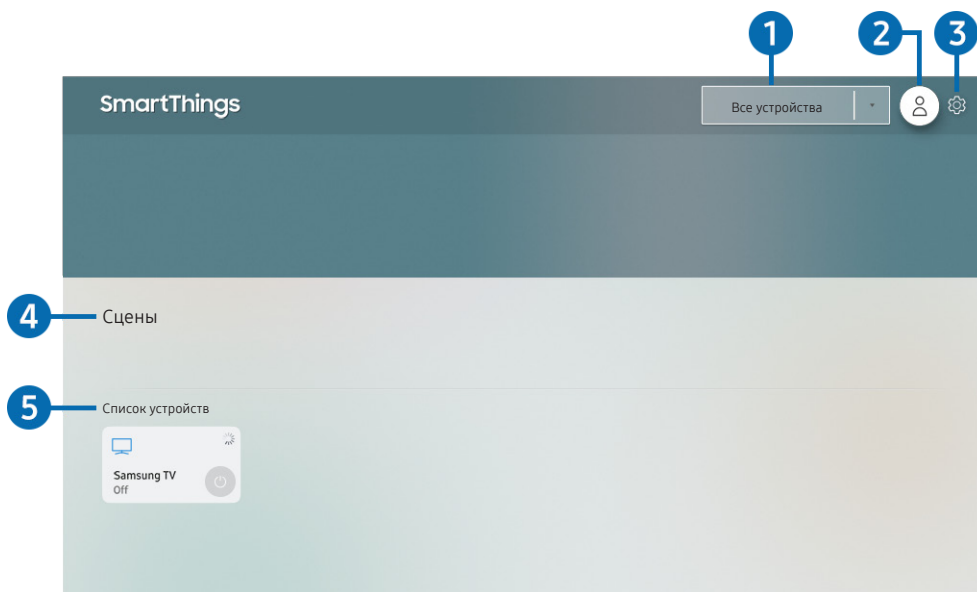 1
2
3
SmartThings
Все устройства
4
Сцены
5
Список устройств
Samsung TV
Off